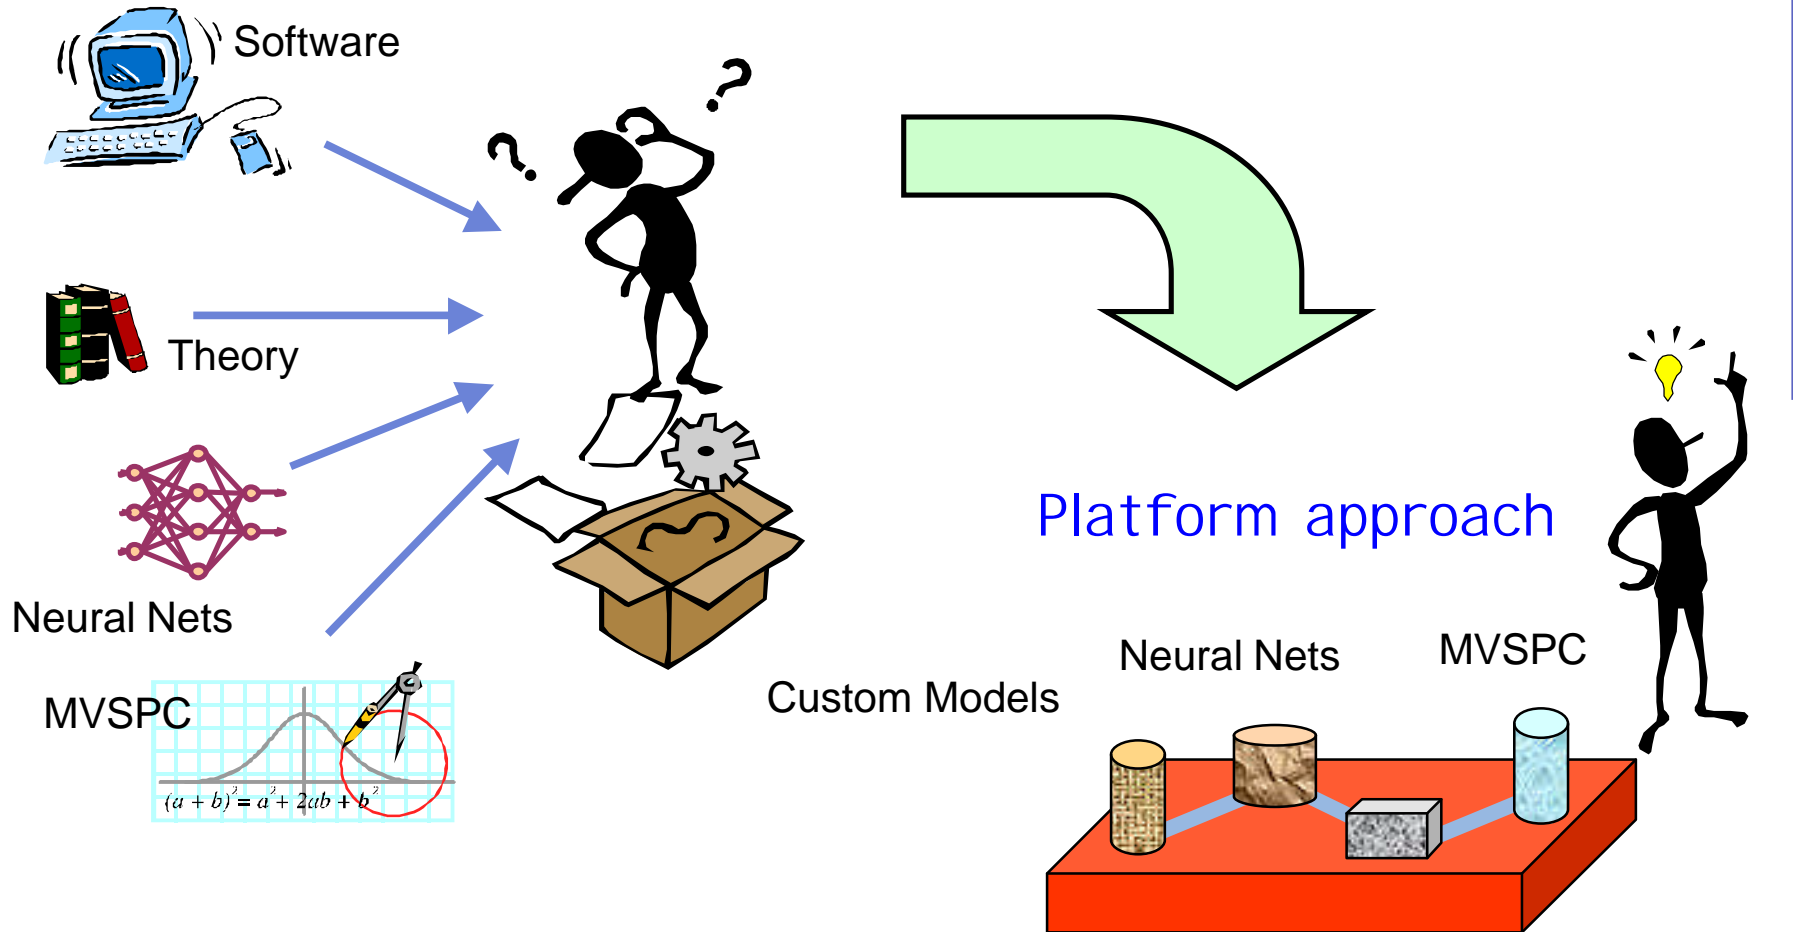 Software
Theory
Neural Nets
MVSPC
(a + b)² = a² + 2ab + b²
? ?
Platform approach
Custom Models
Neural Nets
MVSPC